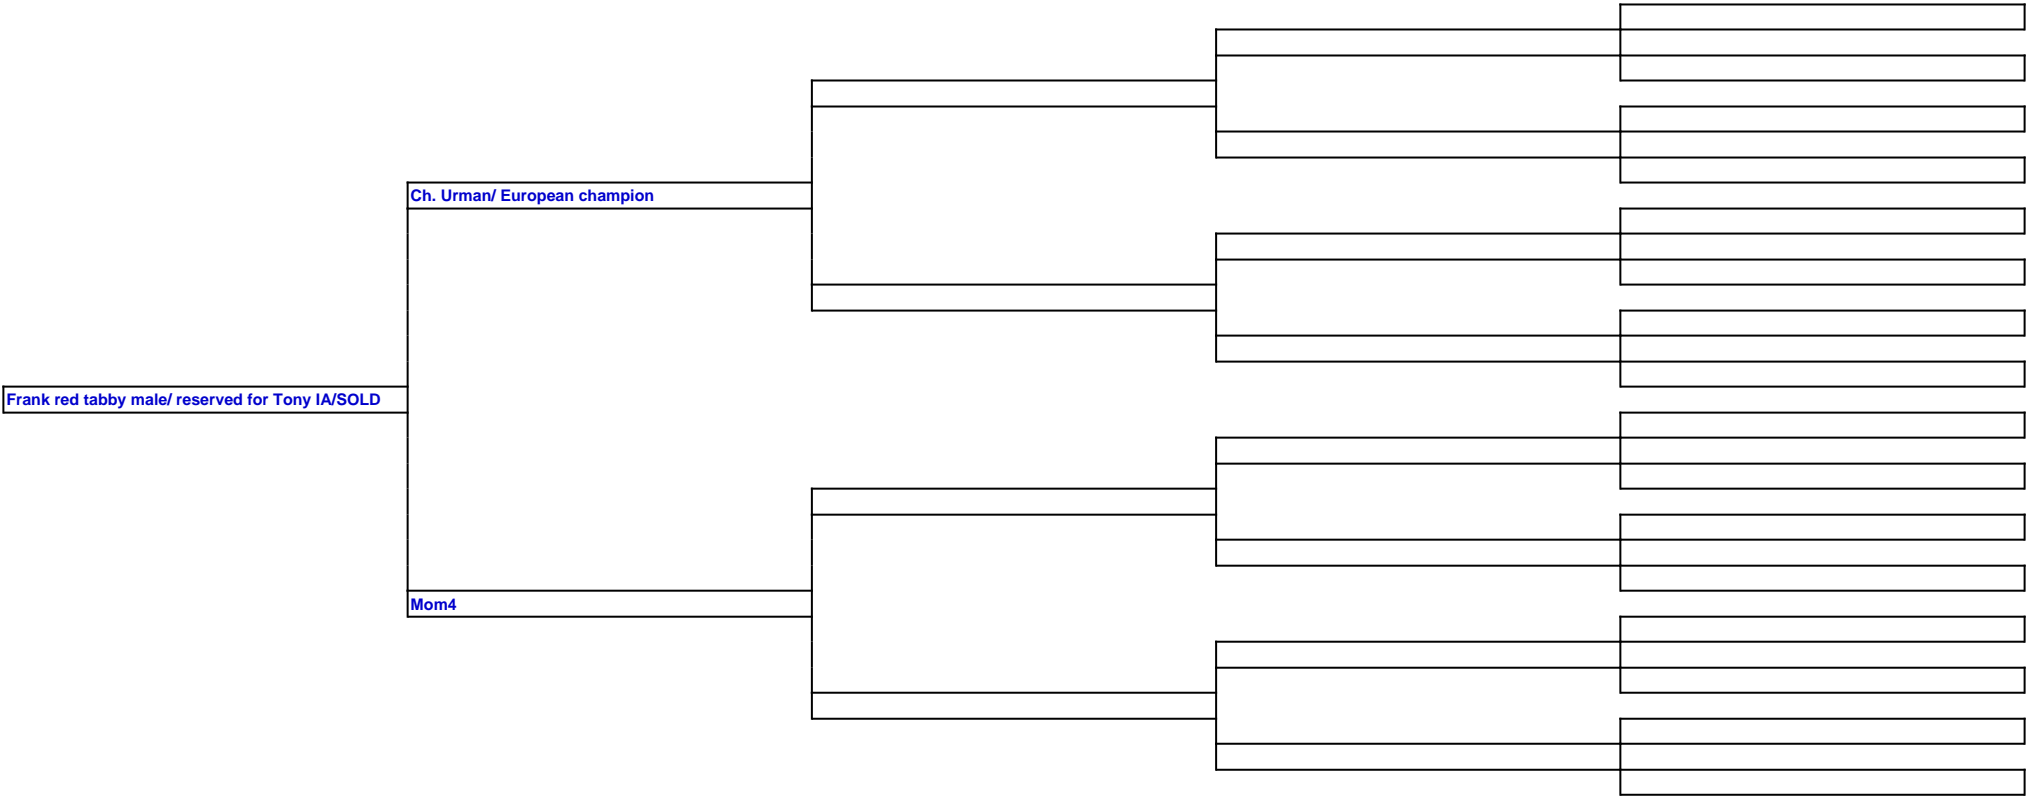 Ch. Urman/ European champion
Frank red tabby male/ reserved for Tony IA/SOLD
Mom4